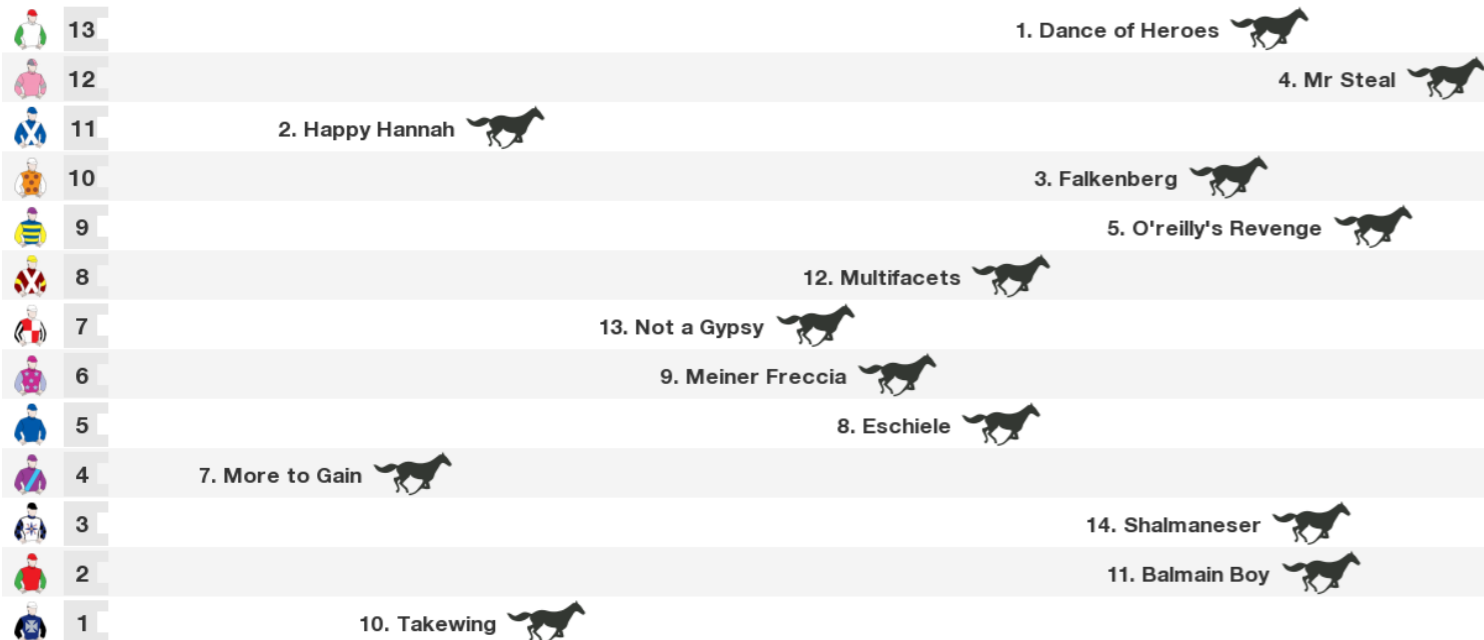 13 1. Dance of Heroes
12 4. Mr Steal
11 2. Happy Hannah
10 3. Falkenberg
9 5. O'reilly's Revenge
8 12. Multifacets
7 13. Not a Gypsy
6 9. Meiner Freccia
5 8. Eschiele
4 7. More to Gain
3 14. Shalmaneser
2 11. Balmain Boy
1 10. Takewing